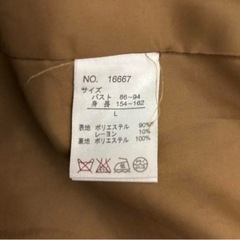 NO. 16667
サイズ
バスト 86-94
身長 154-162
L
表地 ポリエステル 90%
レーヨン 10%
裏地 ポリエステル 100%